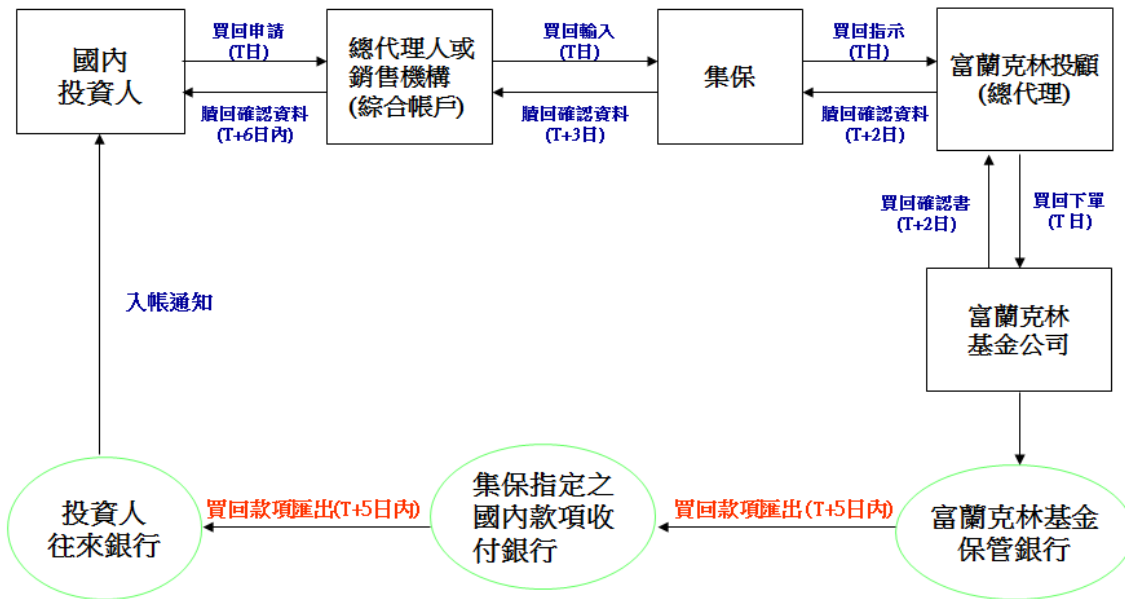 國內
投資人
買回申請
(T日)
贖回確認資料
(T+6日內)
總代理人或
銷售機構
(綜合帳戶)
買回輸入
(T日)
贖回確認資料
(T+3日)
集保
買回指示
(T日)
贖回確認資料
(T+2日)
富蘭克林投顧
(總代理)
買回確認書
(T+2日)
買回下單
(T 日)
入帳通知
富蘭克林
基金公司
投資人
往來銀行
買回款項匯出(T+5日內)
集保指定之
國內款項收
付銀行
買回款項匯出 (T+5日內)
富蘭克林基金
保管銀行